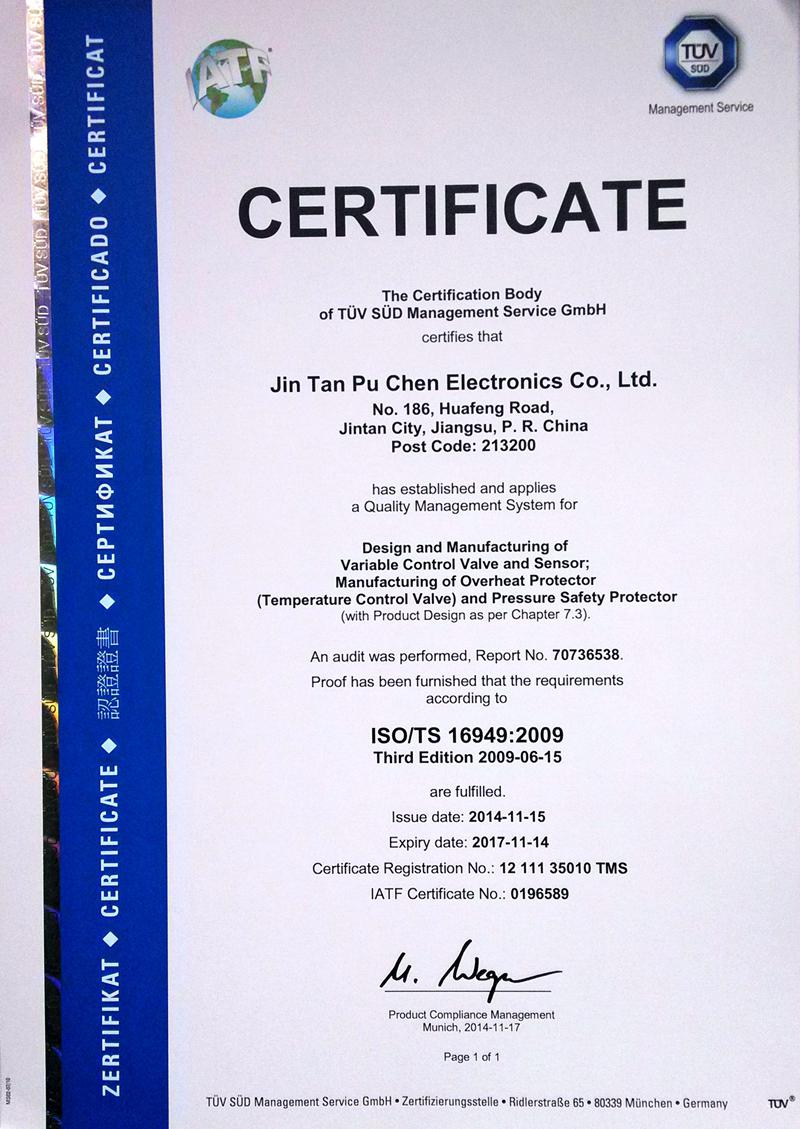 IATF
TÜV
SÜD
Management Service
CERTIFICATE
The Certification Body
of TÜV SÜD Management Service GmbH
certifies that
Jin Tan Pu Chen Electronics Co., Ltd.
No. 186, Huafeng Road,
Jintan City, Jiangsu, P. R. China
Post Code: 213200
has established and applies
a Quality Management System for
Design and Manufacturing of
Variable Control Valve and Sensor;
Manufacturing of Overheat Protector
(Temperature Control Valve) and Pressure Safety Protector
(with Product Design as per Chapter 7.3).
An audit was performed, Report No. 70736538.
Proof has been furnished that the requirements
according to
ISO/TS 16949:2009
Third Edition 2009-06-15
are fulfilled.
Issue date: 2014-11-15
Expiry date: 2017-11-14
Certificate Registration No.: 12 111 35010 TMS
IATF Certificate No.: 0196589
Product Compliance Management
Munich, 2014-11-17
Page 1 of 1
TÜV SÜD Management Service GmbH • Zertifizierungsstelle • Ridlerstraße 65 • 80339 München • Germany
TÜV®
ZERTIFIKAT ◆ CERTIFICATE ◆ 認證證書 ◆ СЕРТИФИКАТ ◆ CERTIFICADO ◆ CERTIFICAT
TÜV SÜD TÜV SÜD TÜV SÜD